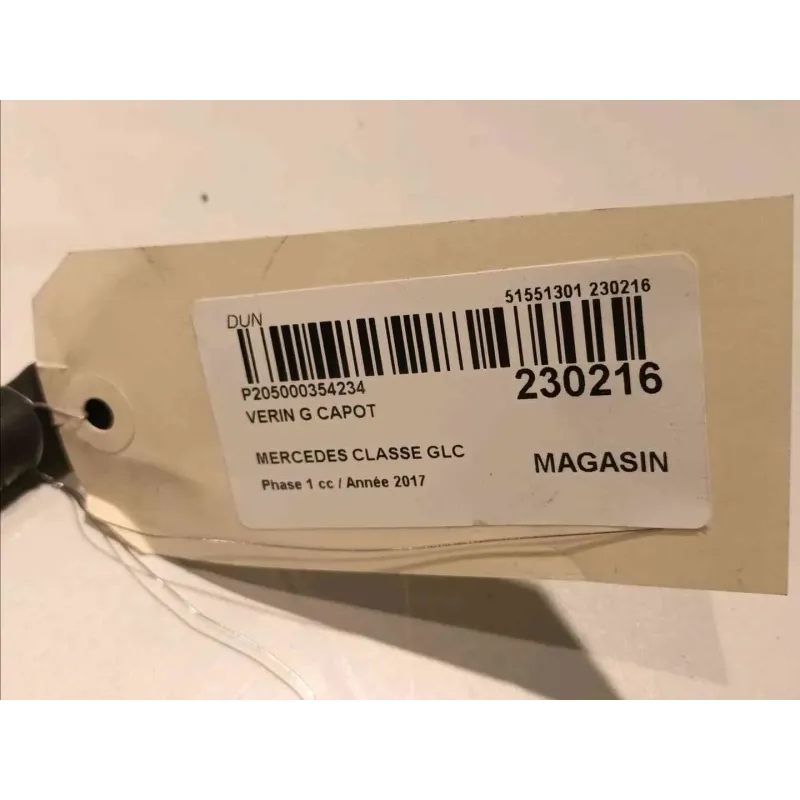 DUN
51551301 230216
P205000354234
230216
VERIN G CAPOT
MERCEDES CLASSE GLC
MAGASIN
Phase 1 cc / Année 2017